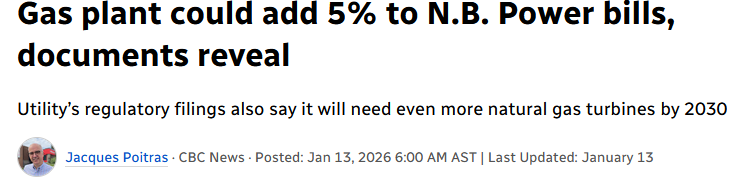 Gas plant could add 5% to N.B. Power bills,
documents reveal
Utility’s regulatory filings also say it will need even more natural gas turbines by 2030
Jacques Poitras · CBC News · Posted: Jan 13, 2026 6:00 AM AST | Last Updated: January 13